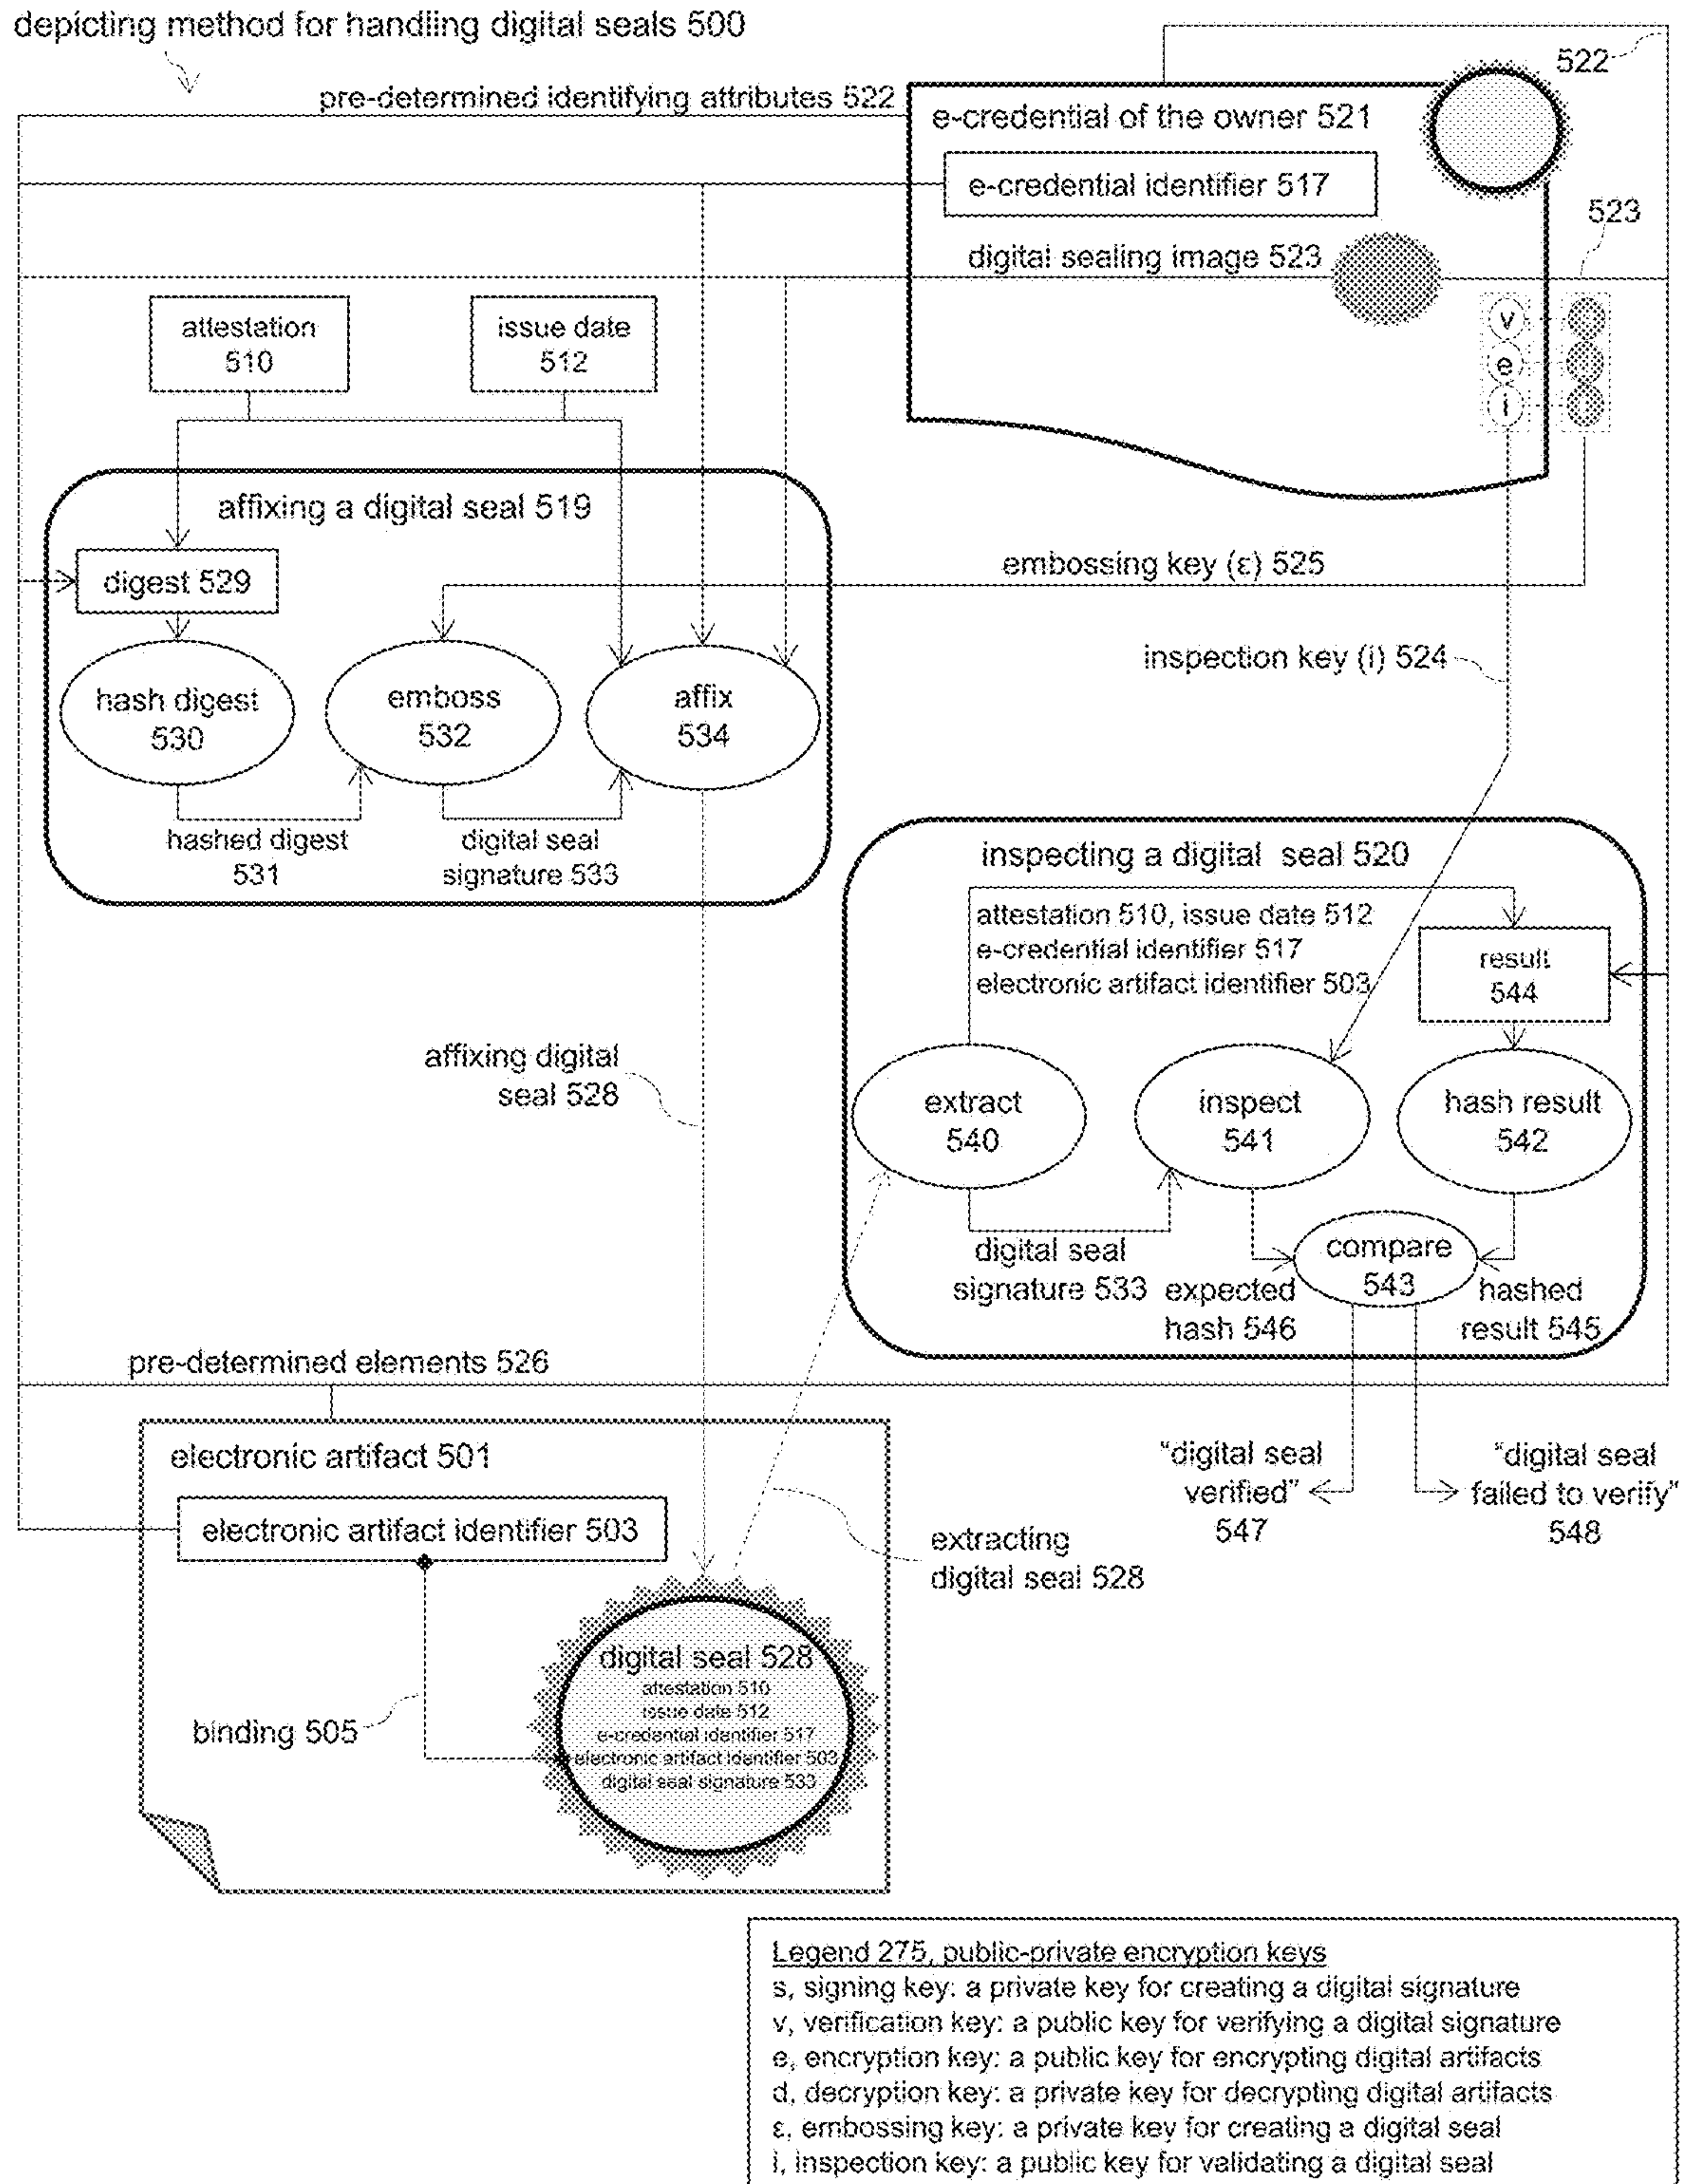 depicting method for handling digital seals 500
522
pre-determined identifying attributes 522
e-credential of the owner 521
e-credential identifier 517
523
digital sealing image 523
attestation
510
issue date
512
v
e
i
affixing a digital seal 519
digest 529
embossing key (ε) 525
inspection key (i) 524
hash digest
530
emboss
532
affix
534
hashed digest
531
digital seal
signature 533
inspecting a digital seal 520
attestation 510, issue date 512
e-credential identifier 517
electronic artifact identifier 503
result
544
affixing digital
seal 528
extract
540
inspect
541
hash result
542
digital seal
signature 533
compare
543
expected
hash 546
hashed
result 545
pre-determined elements 526
electronic artifact 501
electronic artifact identifier 503
"digital seal
verified"
547
"digital seal
failed to verify"
548
extracting
digital seal 528
binding 505
digital seal 528
attestation 510
issue date 512
e-credential identifier 517
electronic artifact identifier 503
digital seal signature 533
Legend 275, public-private encryption keys
s, signing key: a private key for creating a digital signature
v, verification key: a public key for verifying a digital signature
e, encryption key: a public key for encrypting digital artifacts
d, decryption key: a private key for decrypting digital artifacts
ε, embossing key: a private key for creating a digital seal
i, inspection key: a public key for validating a digital seal